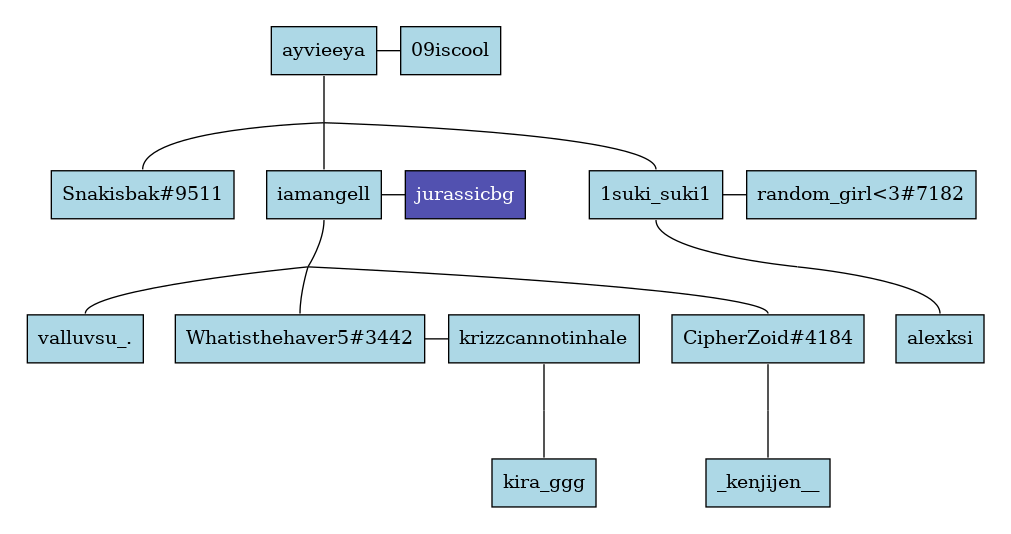 ayvieeya
09iscool
Snakisbak#9511
iamangell
jurassicbg
1suki_suki1
random_girl<3#7182
valluvsu_.
Whatisthehaver5#3442
krizzcannotinhale
CipherZoid#4184
alexksi
kira_ggg
_kenjijen__